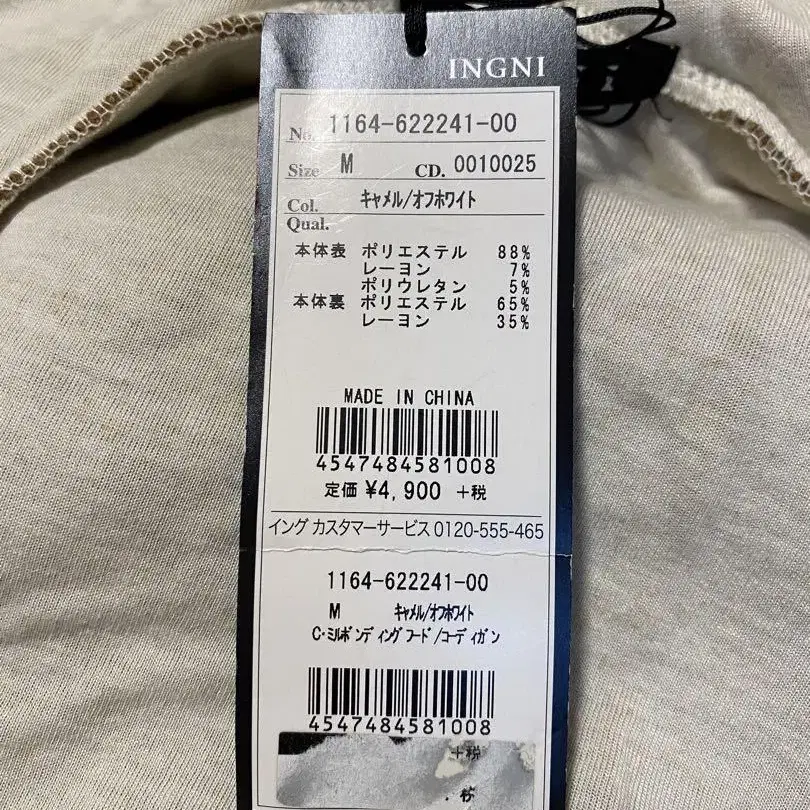 INGNI
No. 1164-622241-00
Size M CD. 0010025
Col. キャメル/オフホワイト
Qual.
本体表 ポリエステル 88%
レーヨン 7%
ポリウレタン 5%
本体裏 ポリエステル 65%
レーヨン 35%
MADE IN CHINA
4547484581008
定価 ¥4,900 +税
イング カスタマーサービス 0120-555-465
1164-622241-00
M キャメル/オフホワイト
C・ミルボンディング フード/コーディガン
4547484581008
+税